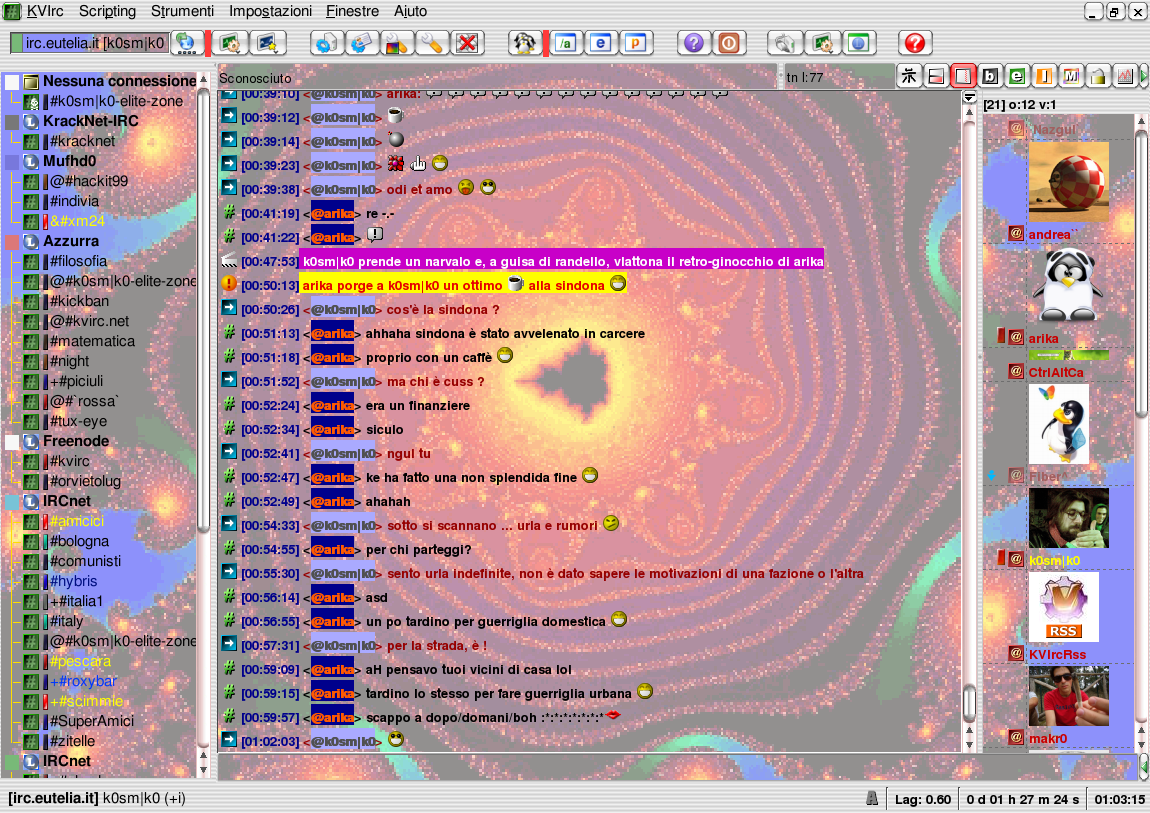 KVIrc Scripting Strumenti Impostazioni Finestre Aiuto
irc.eutelia.it [k0sm|k0
Nessuna connessione
#k0sm|k0-elite-zone
KrackNet-IRC
#kracknet
Mufhd0
@#hackit99
#indivia
&#xm24
Azzurra
#filosofia
@#k0sm|k0-elite-zone
#kickban
@#kvirc.net
#matematica
#night
+#piciuli
@#`rossa`
#tux-eye
Freenode
#kvirc
#orvietolug
IRCnet
#amicici
#bologna
#comunisti
#hybris
+#italia1
#italy
@#k0sm|k0-elite-zone
#pescara
+#roxybar
+#scimmie
#SuperAmici
#zitelle
IRCnet
Sconosciuto
tn l:77
[00:39:10] <@k0sm|k0> arika:
[00:39:12] <@k0sm|k0>
[00:39:14] <@k0sm|k0>
[00:39:23] <@k0sm|k0>
[00:39:38] <@k0sm|k0> odi et amo
[00:41:19] <@arika> re -.-
[00:41:22] <@arika>
[00:47:53] k0sm|k0 prende un narvalo e, a guisa di randello, vlattona il retro-ginocchio di arika
[00:50:13] arika porge a k0sm|k0 un ottimo alla sindona
[00:50:26] <@k0sm|k0> cos'è la sindona ?
[00:51:13] <@arika> ahhaha sindona è stato avvelenato in carcere
[00:51:18] <@arika> proprio con un caffè
[00:51:52] <@k0sm|k0> ma chi è cuss ?
[00:52:24] <@arika> era un finanziere
[00:52:34] <@arika> siculo
[00:52:41] <@k0sm|k0> ngul tu
[00:52:47] <@arika> ke ha fatto una non splendida fine
[00:52:49] <@arika> ahahah
[00:54:33] <@k0sm|k0> sotto si scannano ... urla e rumori
[00:54:55] <@arika> per chi parteggi?
[00:55:30] <@k0sm|k0> sento urla indefinite, non è dato sapere le motivazioni di una fazione o l'altra
[00:56:14] <@arika> asd
[00:56:55] <@arika> un po tardino per guerriglia domestica
[00:57:31] <@k0sm|k0> per la strada, è !
[00:59:09] <@arika> aH pensavo tuoi vicini di casa lol
[00:59:15] <@arika> tardino lo stesso per fare guerriglia urbana
[00:59:57] <@arika> scappo a dopo/domani/boh :*:*:*:*:*:*
[01:02:03] <@k0sm|k0>
[21] o:12 v:1
Nazgul
andrea``
arika
CtrlAltCa
Fiber^
k0sm|k0
RSS
KVIrcRss
makr0
[irc.eutelia.it] k0sm|k0 (+i)
Lag: 0.60
0 d 01 h 27 m 24 s
01:03:15